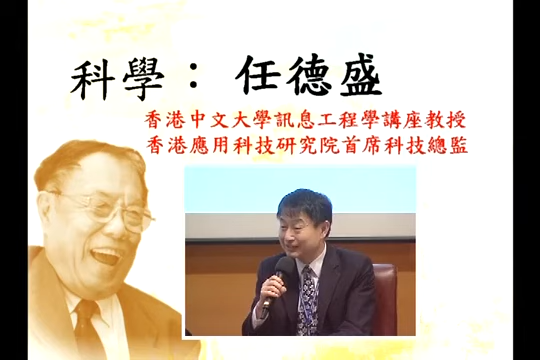 科學： 任德盛
香港中文大學訊息工程學講座教授
香港應用科技研究院首席科技總監